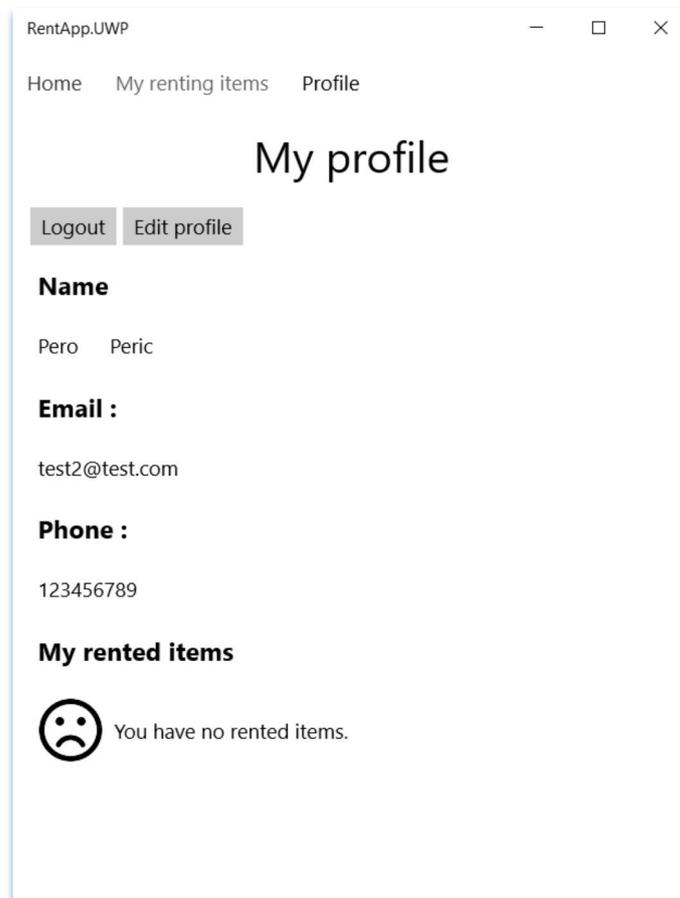 RentApp.UWP
Home My renting items Profile
My profile
Logout Edit profile
Name
Pero Peric
Email :
test2@test.com
Phone :
123456789
My rented items
You have no rented items.